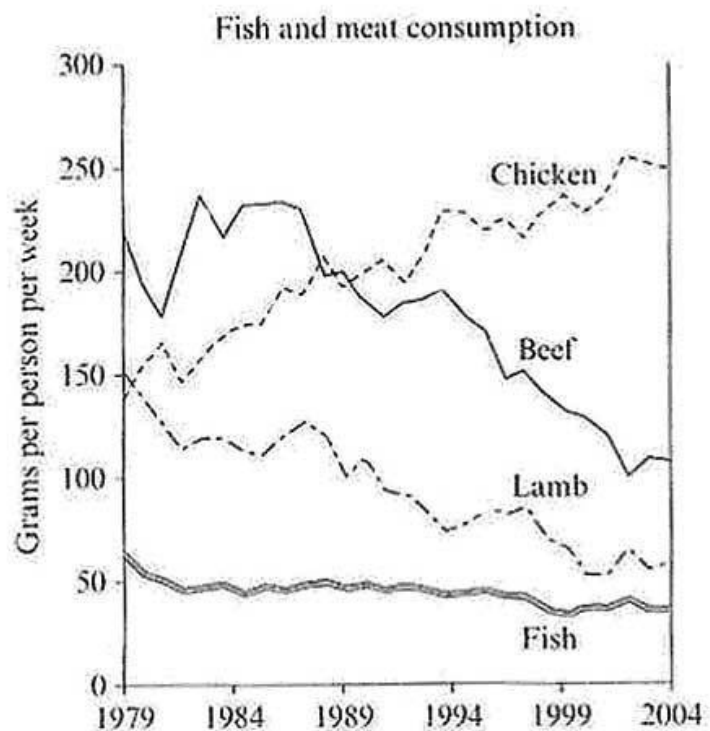 Fish and meat consumption
300
250
200
150
100
50
0
Grams per person per week
Chicken
Beef
Lamb
Fish
1979 1984 1989 1994 1999 2004